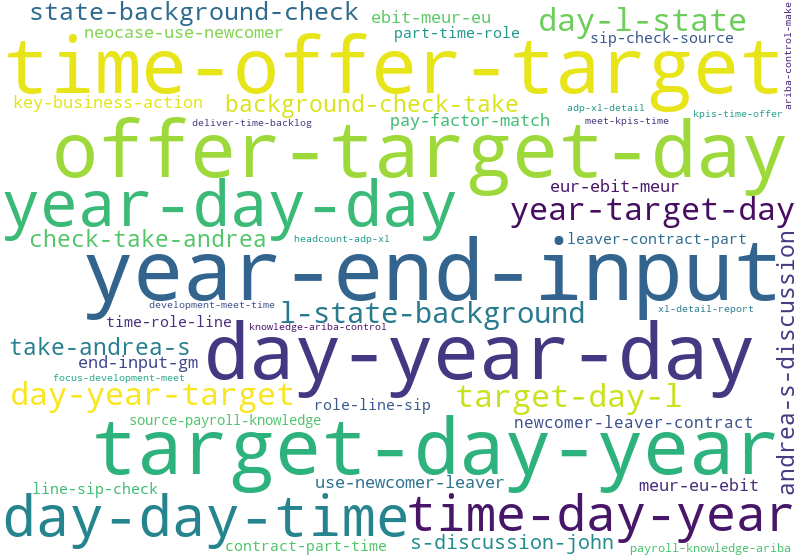 state-background-check
ebit-meur-eu
day-l-state
ariba-control-make
neocase-use-newcomer
part-time-role
sip-check-source
time-offer-target
key-business-action
background-check-take
adp-xl-detail
kpis-time-offer
deliver-time-backlog
pay-factor-match
meet-kpis-time
offer-target-day
year-day-day
eur-ebit-meur
year-target-day
check-take-andrea
headcount-adp-xl
leaver-contract-part
andrea-s-discussion
year-end-input
development-meet-time
l-state-background
xl-detail-report
time-role-line
knowledge-ariba-control
take-andrea-s
end-input-gm
day-year-day
focus-development-meet
day-year-target
role-line-sip
target-day-l
source-payroll-knowledge
newcomer-leaver-contract
target-day-year
line-sip-check
use-newcomer-leaver
meur-eu-ebit
day-day-time
time-day-year
contract-part-time
s-discussion-john
payroll-knowledge-ariba